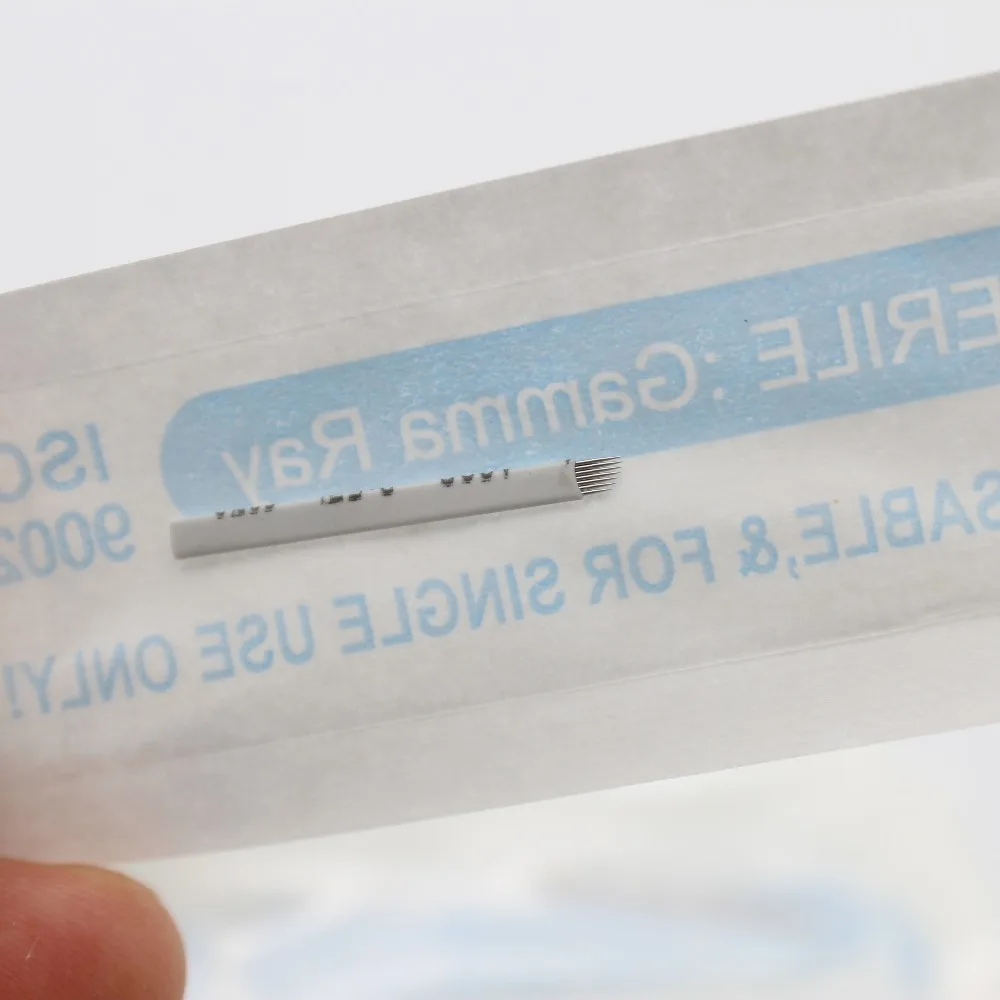 ERILE : Gamma Ray
ISO
9002
SABLE,& FOR SINGLE USE ONLY!